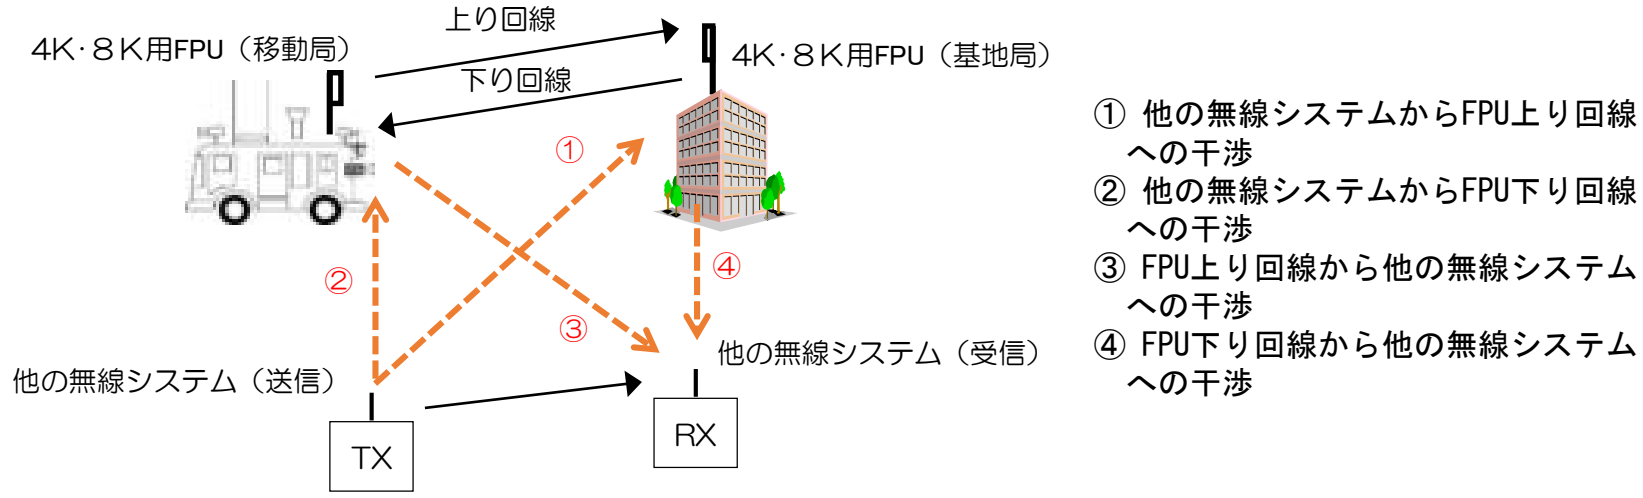 上り回線
4K・8K用FPU（移動局）
4K・8K用FPU（基地局）
下り回線
①
②
③
④
他の無線システム（受信）
他の無線システム（送信）
TX
RX
① 他の無線システムからFPU上り回線
への干渉
② 他の無線システムからFPU下り回線
への干渉
③ FPU上り回線から他の無線システム
への干渉
④ FPU下り回線から他の無線システム
への干渉